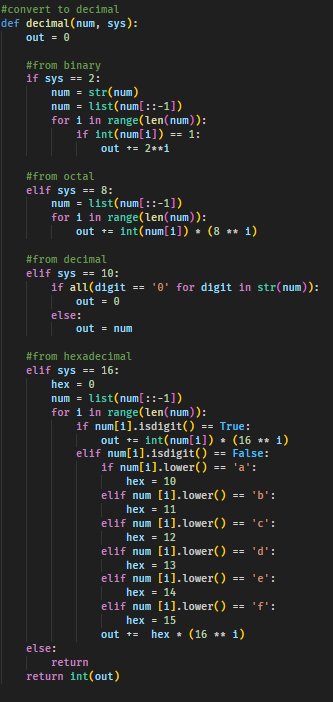 #convert to decimal
def decimal(num, sys):
    out = 0

    #from binary
    if sys == 2:
        num = str(num)
        num = list(num[::-1])
        for i in range(len(num)):
            if int(num[i]) == 1:
                out += 2**i

    #from octal
    elif sys == 8:
        num = list(num[::-1])
        for i in range(len(num)):
            out += int(num[i]) * (8 ** i)

    #from decimal
    elif sys == 10:
        if all(digit == '0' for digit in str(num)):
            out = 0
        else:
            out = num

    #from hexadecimal
    elif sys == 16:
        hex = 0
        num = list(num[::-1])
        for i in range(len(num)):
            if num[i].isdigit() == True:
                out += int(num[i]) * (16 ** i)
            elif num[i].isdigit() == False:
                if num[i].lower() == 'a':
                    hex = 10
                elif num [i].lower() == 'b':
                    hex = 11
                elif num [i].lower() == 'c':
                    hex = 12
                elif num [i].lower() == 'd':
                    hex = 13
                elif num [i].lower() == 'e':
                    hex = 14
                elif num [i].lower() == 'f':
                    hex = 15
                out +=  hex * (16 ** i)
    else:
        return
    return int(out)